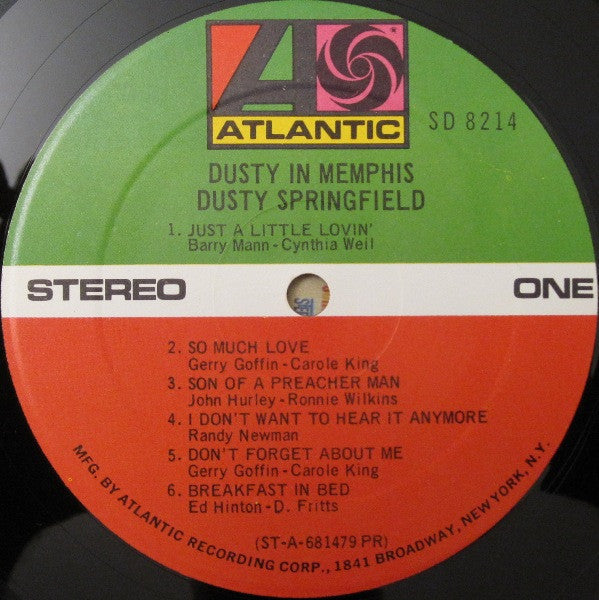 ATLANTIC
SD 8214
DUSTY IN MEMPHIS
DUSTY SPRINGFIELD
1. JUST A LITTLE LOVIN'
Barry Mann-Cynthia Weil
STEREO
ONE
2. SO MUCH LOVE
Gerry Goffin-Carole King
3. SON OF A PREACHER MAN
John Hurley-Ronnie Wilkins
4. I DON'T WANT TO HEAR IT ANYMORE
Randy Newman
5. DON'T FORGET ABOUT ME
Gerry Goffin-Carole King
6. BREAKFAST IN BED
Ed Hinton-D. Fritts
(ST-A-681479 PR)
MFG. BY ATLANTIC RECORDING CORP., 1841 BROADWAY, NEW YORK, N.Y.